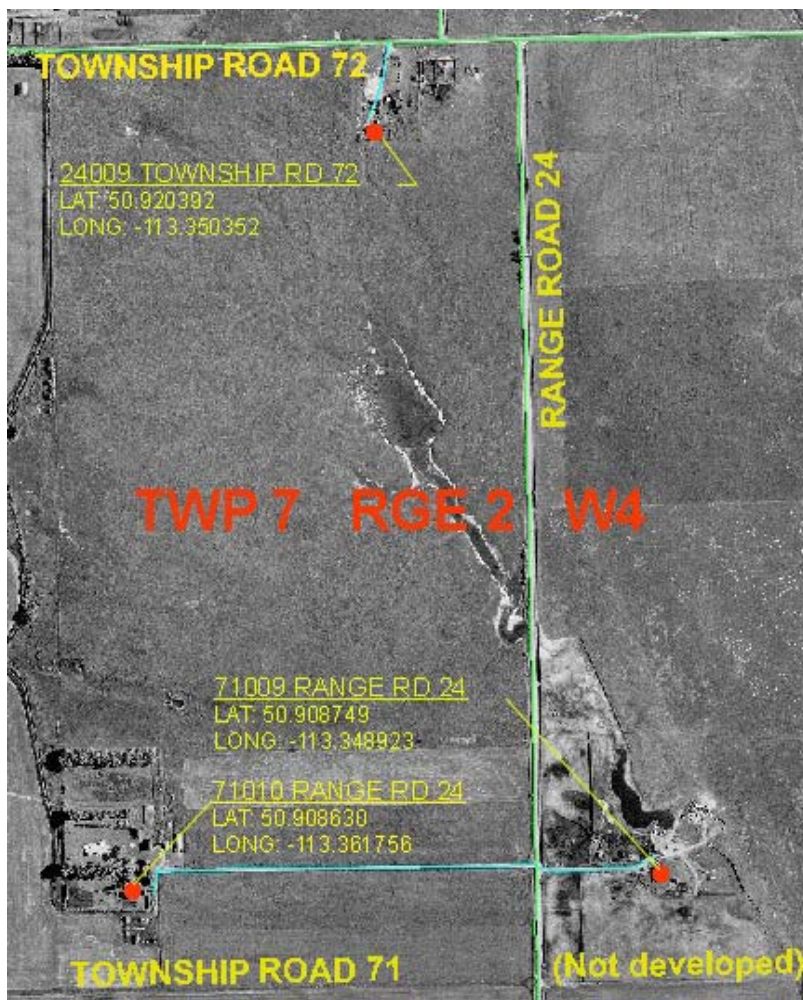 TOWNSHIP ROAD 72
24009 TOWNSHIP RD 72
LAT: 50.920392
LONG: -113.350352
RANGE ROAD 24
TWP 7 RGE 2 W4
71009 RANGE RD 24
LAT: 50.908749
LONG: -113.348923
71010 RANGE RD 24
LAT: 50.908630
LONG: -113.361756
TOWNSHIP ROAD 71
(Not developed)